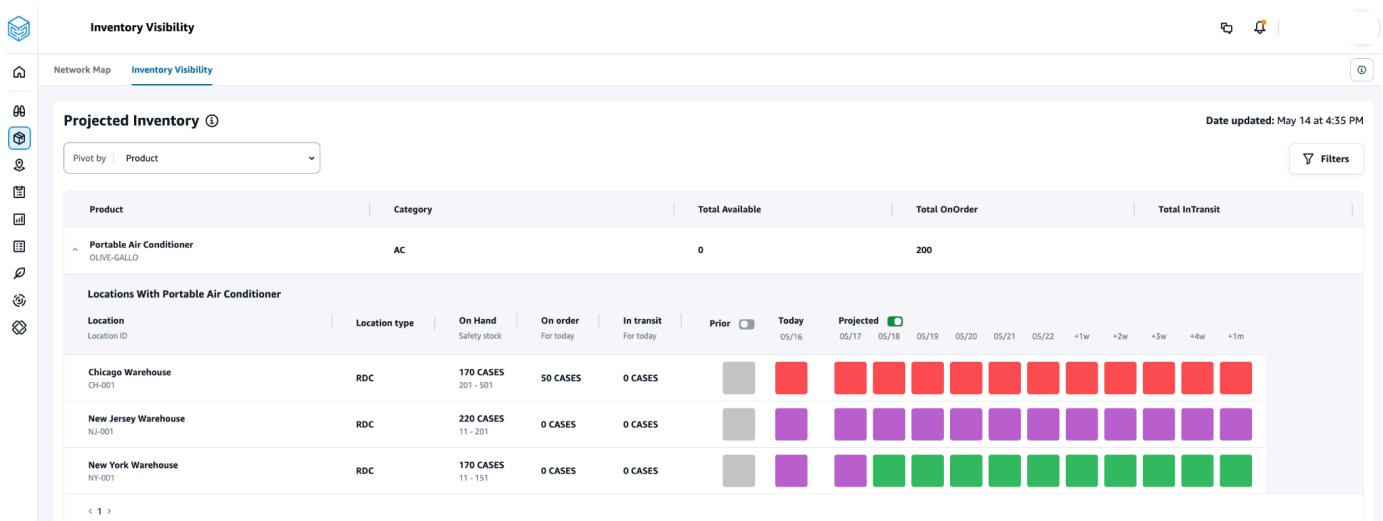 Inventory Visibility
Network Map Inventory Visibility
Projected Inventory
Date updated: May 14 at 4:35 PM
Pivot by Product
Filters
Product Category Total Available Total OnOrder Total InTransit
Portable Air Conditioner
OLIVE-GALLO
AC 0 200
Locations With Portable Air Conditioner
Location Location type On Hand On order In transit Prior Today Projected
Location ID Safety stock For today For today 05/16 05/17 05/18 05/19 05/20 05/21 05/22 +1w +2w +3w +4w +1m
Chicago Warehouse RDC 170 CASES 50 CASES 0 CASES
CH-001 201 - 501
New Jersey Warehouse RDC 220 CASES 0 CASES 0 CASES
NJ-001 11 - 201
New York Warehouse RDC 170 CASES 0 CASES 0 CASES
NY-001 11 - 151
< 1 >